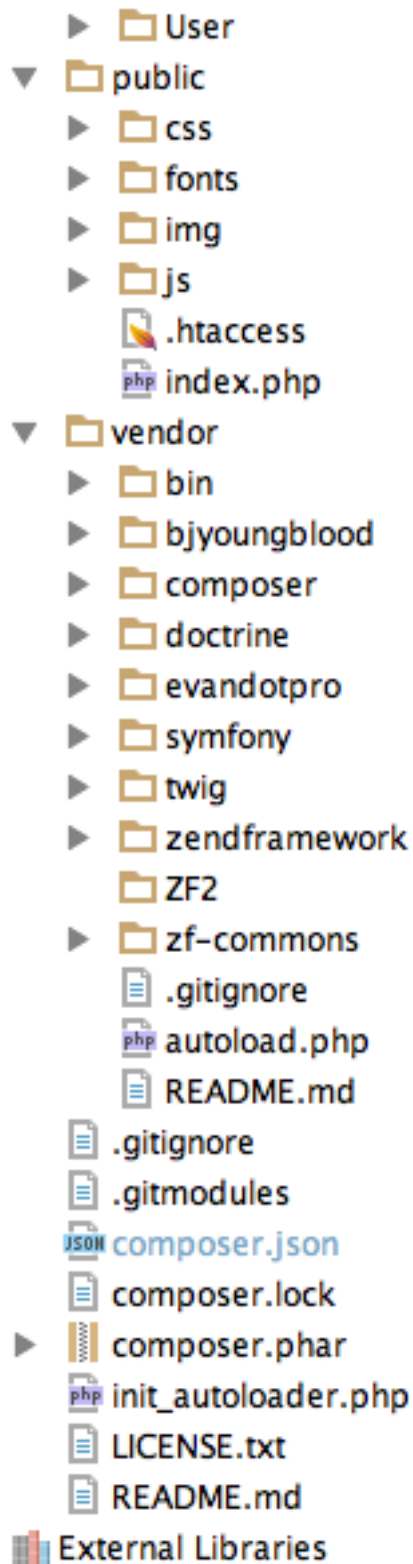 User
public
css
fonts
img
js
.htaccess
php index.php
vendor
bin
bjyoungblood
composer
doctrine
evandotpro
symfony
twig
zendframework
ZF2
zf-commons
.gitignore
php autoload.php
README.md
.gitignore
.gitmodules
JSON composer.json
composer.lock
composer.phar
php init_autoloader.php
LICENSE.txt
README.md
External Libraries